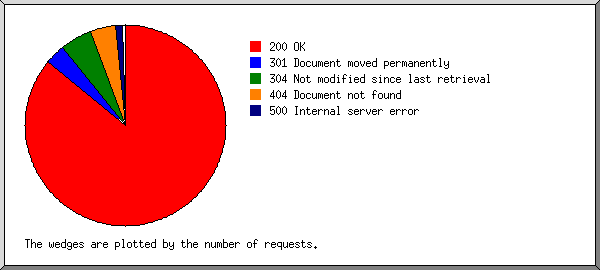 200 OK
301 Document moved permanently
304 Not modified since last retrieval
404 Document not found
500 Internal server error
The wedges are plotted by the number of requests.